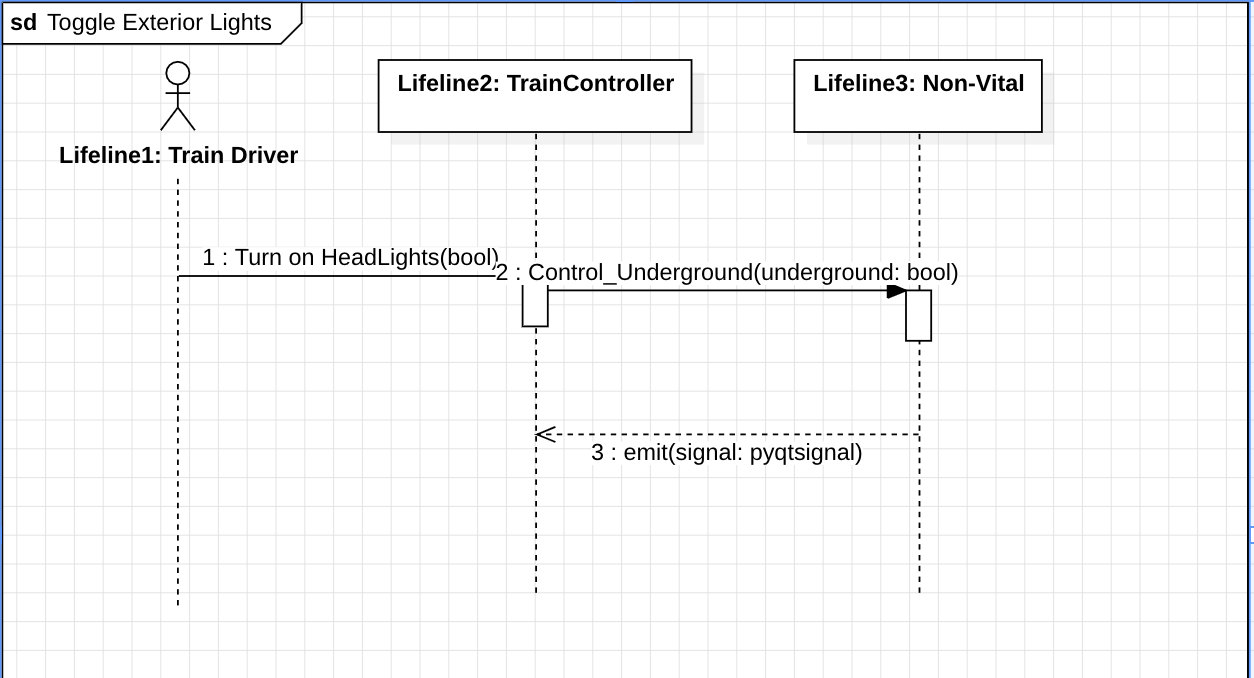 sd Toggle Exterior Lights
Lifeline2: TrainController
Lifeline3: Non-Vital
Lifeline1: Train Driver
1 : Turn on HeadLights(bool)
2 : Control_Underground(underground: bool)
3 : emit(signal: pyqtsignal)